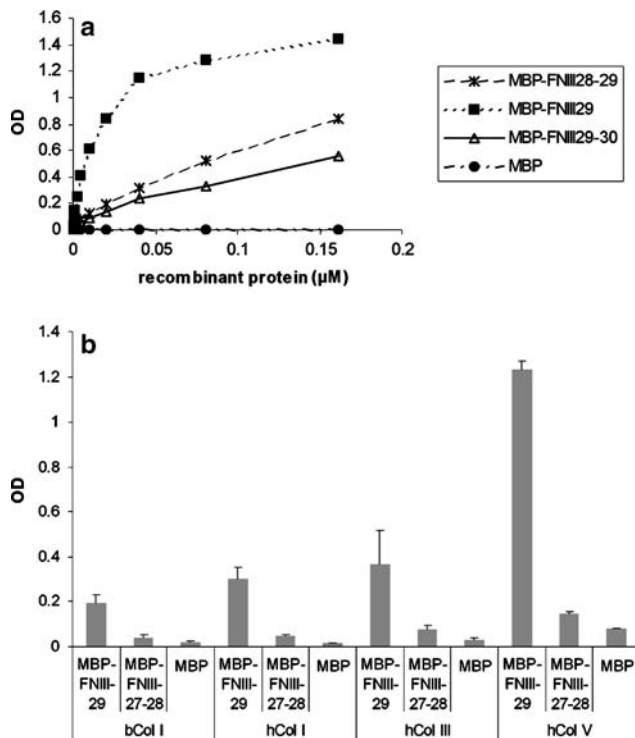 a
1.6
1.4
1.2
1
0.8
0.6
0.4
0.2
0
OD
0 0.05 0.1 0.15 0.2
recombinant protein (µM)
MBP-FNIII28-29
MBP-FNIII29
MBP-FNIII29-30
MBP
b
1.4
1.2
1
0.8
0.6
0.4
0.2
0
OD
MBP-FNIII-29 MBP-FNIII-27-28 MBP MBP-FNIII-29 MBP-FNIII-27-28 MBP MBP-FNIII-29 MBP-FNIII-27-28 MBP MBP-FNIII-29 MBP-FNIII-27-28 MBP
bCol I hCol I hCol III hCol V